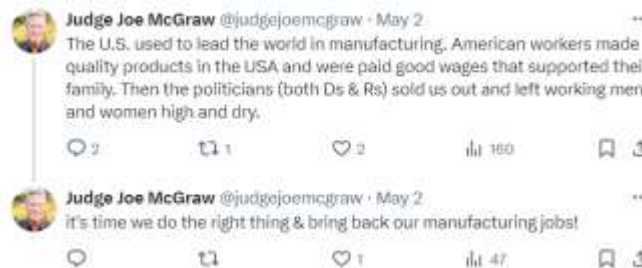 Judge Joe McGraw @judgejoemcgraw · May 2
The U.S. used to lead the world in manufacturing. American workers made
quality products in the USA and were paid good wages that supported thei
family. Then the politicians (both Ds & Rs) sold us out and left working men
and women high and dry.
2 1 2 160
Judge Joe McGraw @judgejoemcgraw · May 2
it's time we do the right thing & bring back our manufacturing jobs!
1 47